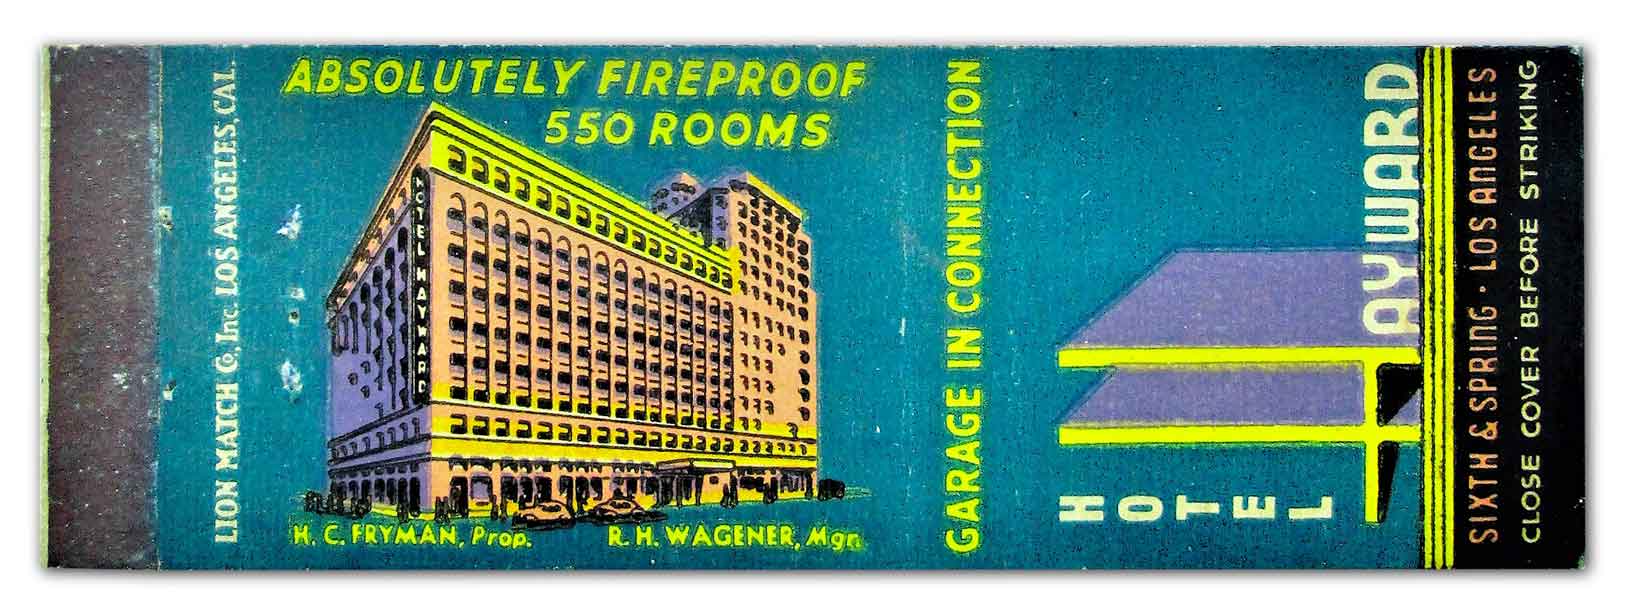 LION MATCH Co., Inc. LOS ANGELES, CAL.
ABSOLUTELY FIREPROOF
550 ROOMS
HOTEL HAYWARD
H. C. FRYMAN, Prop.
R. H. WAGENER, Mgr.
GARAGE IN CONNECTION
HOTEL
HAYWARD
SIXTH & SPRING · LOS ANGELES
CLOSE COVER BEFORE STRIKING